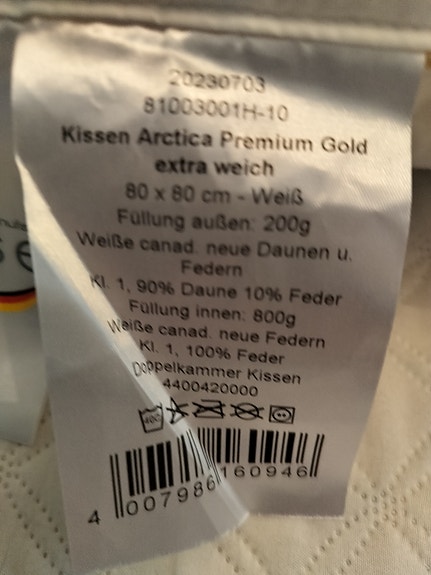 20230703
81003001H-10
Kissen Arctica Premium Gold
extra weich
80 x 80 cm - Weiß
Füllung außen: 200g
Weiße canad. neue Daunen u.
Federn
Kl. 1, 90% Daune 10% Feder
Füllung innen: 800g
Weiße canad. neue Federn
Kl. 1, 100% Feder
Doppelkammer Kissen
4400420000
4 007986 160946